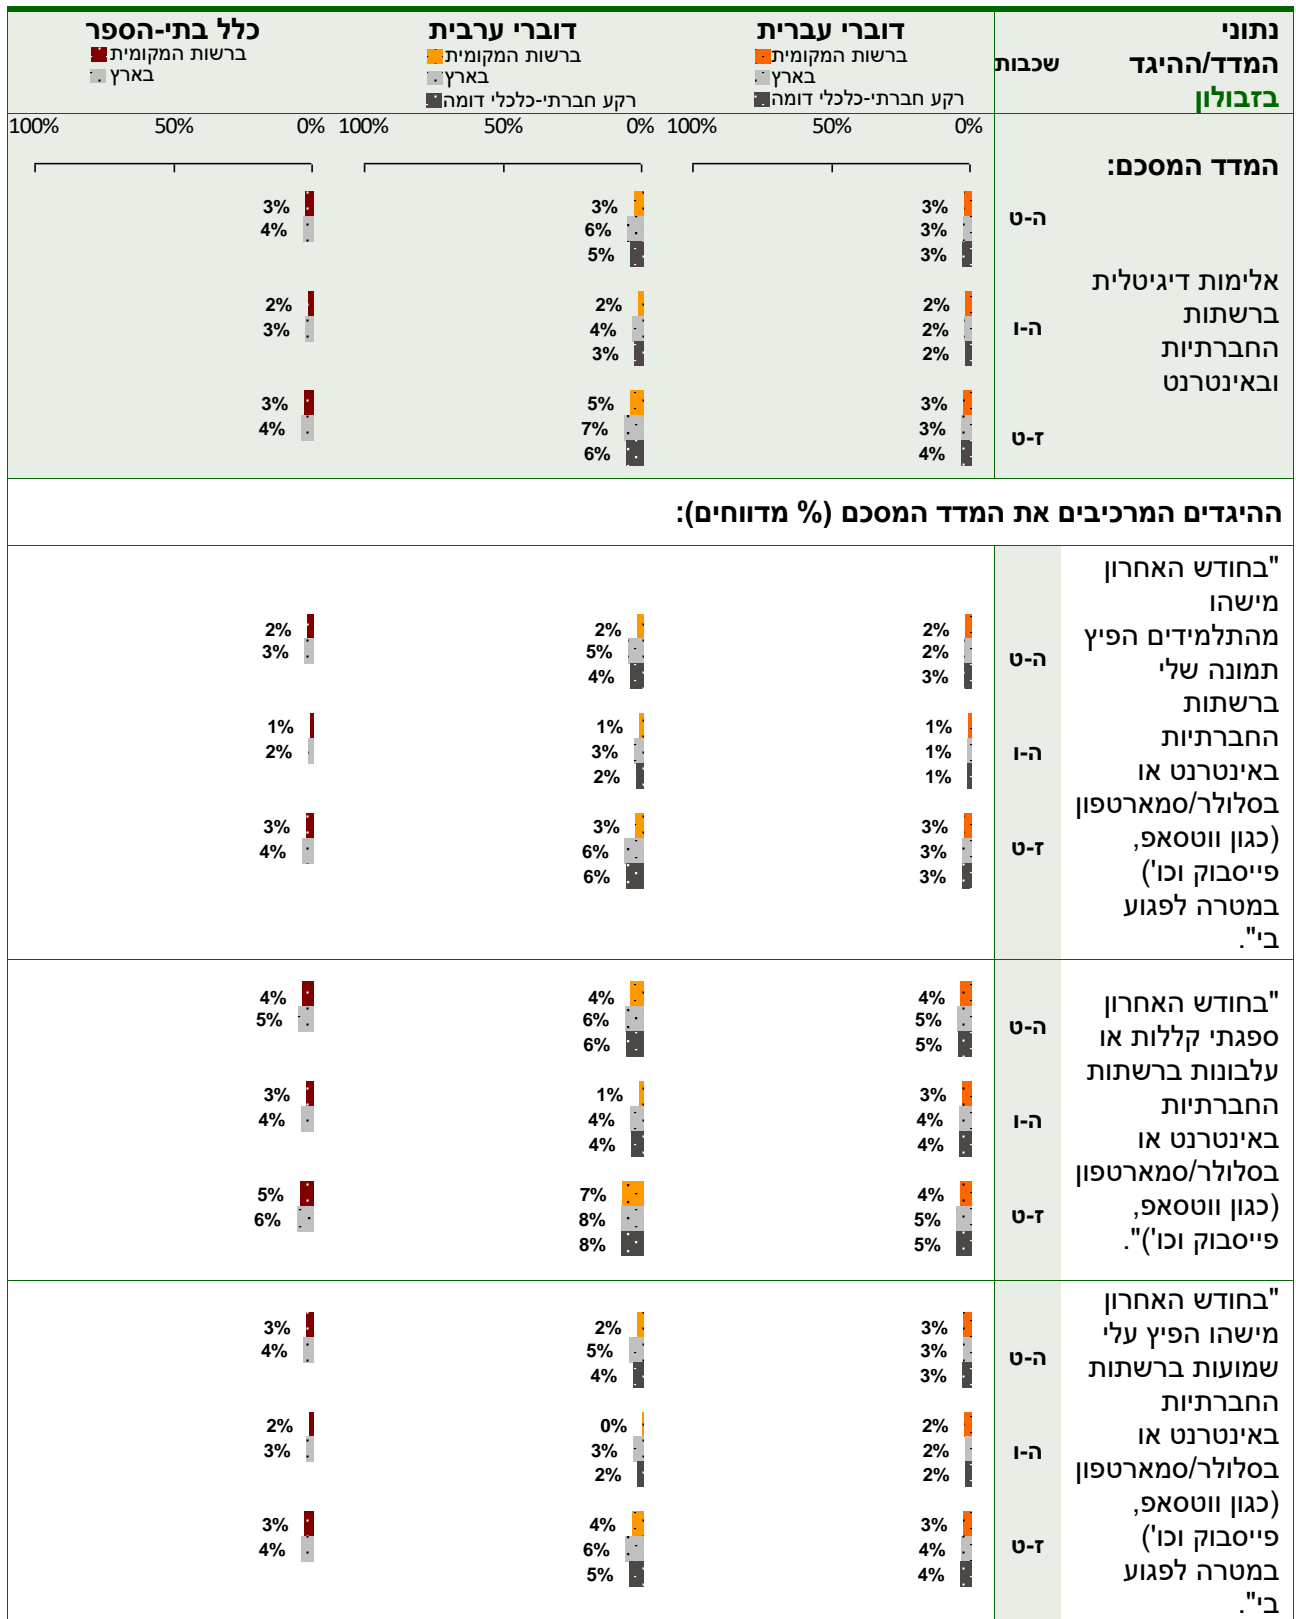 נתוני המדד/ההיגד בזבולון
שכבות
דוברי עברית
ברשות המקומית
בארץ
רקע חברתי-כלכלי דומה
דוברי ערבית
ברשות המקומית
בארץ
רקע חברתי-כלכלי דומה
כלל בתי-הספר
ברשות המקומית
בארץ
0% 50% 100%
0% 50% 100%
0% 50% 100%
המדד המסכם:
אלימות דיגיטלית
ברשתות
החברתיות
ובאינטרנט
ה-ט
3% 3% 3%
3% 6% 5%
3% 4%
ה-ו
2% 2% 2%
2% 4% 3%
2% 3%
ז-ט
3% 3% 4%
5% 7% 6%
3% 4%
ההיגדים המרכיבים את המדד המסכם (% מדווחים):
"בחודש האחרון
מישהו
מהתלמידים הפיץ
תמונה שלי
ברשתות
החברתיות
באינטרנט או
בסלולר/סמארטפון
(כגון ווטסאפ,
פייסבוק וכו')
במטרה לפגוע
בי".
ה-ט
2% 2% 3%
2% 5% 4%
2% 3%
ה-ו
1% 1% 1%
1% 3% 2%
1% 2%
ז-ט
3% 3% 3%
3% 6% 6%
3% 4%
"בחודש האחרון
ספגתי קללות או
עלבונות ברשתות
החברתיות
באינטרנט או
בסלולר/סמארטפון
(כגון ווטסאפ,
פייסבוק וכו')".
ה-ט
4% 5% 5%
4% 6% 6%
4% 5%
ה-ו
3% 4% 4%
1% 4% 4%
3% 4%
ז-ט
4% 5% 5%
7% 8% 8%
5% 6%
"בחודש האחרון
מישהו הפיץ עלי
שמועות ברשתות
החברתיות
באינטרנט או
בסלולר/סמארטפון
(כגון ווטסאפ,
פייסבוק וכו')
במטרה לפגוע
בי".
ה-ט
3% 3% 3%
2% 5% 4%
3% 4%
ה-ו
2% 2% 2%
0% 3% 2%
2% 3%
ז-ט
3% 4% 4%
4% 6% 5%
3% 4%